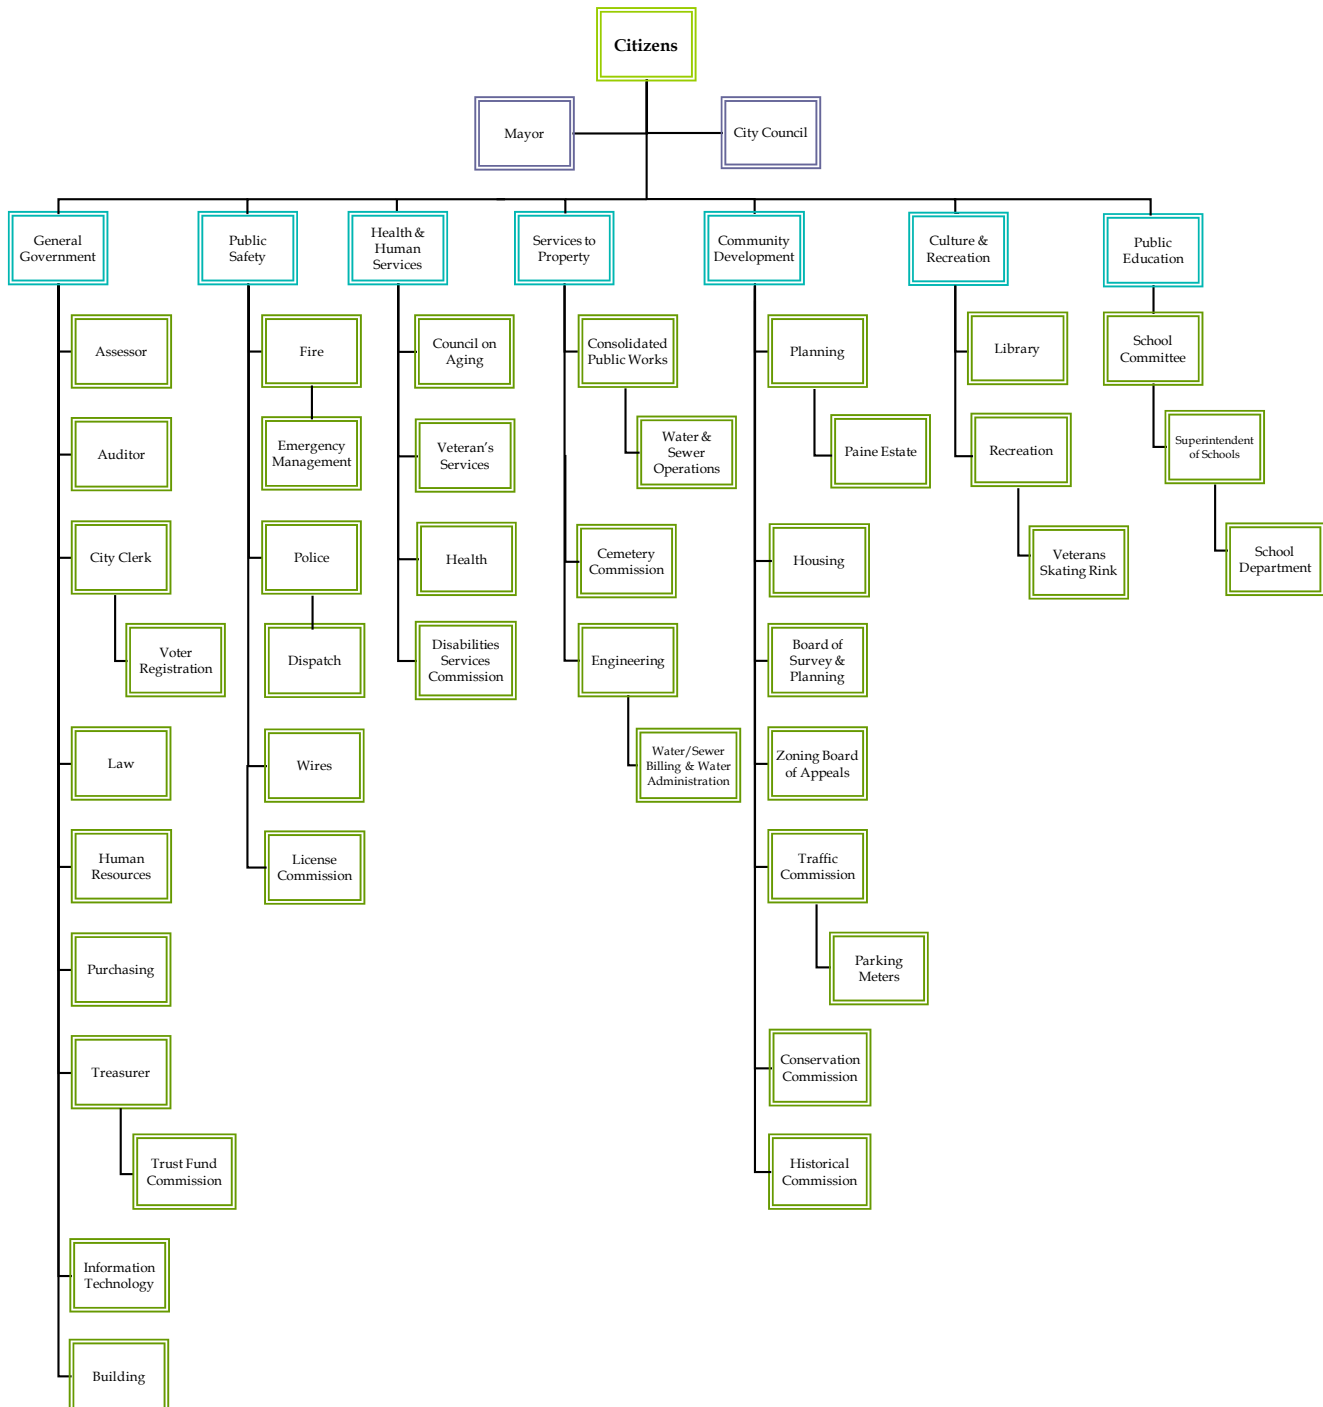 Citizens
Mayor
City Council
General
Government
Public
Safety
Health &
Human
Services
Services to
Property
Community
Development
Culture &
Recreation
Public
Education
Assessor
Auditor
City Clerk
Voter
Registration
Law
Human
Resources
Purchasing
Treasurer
Trust Fund
Commission
Information
Technology
Building
Fire
Emergency
Management
Police
Dispatch
Wires
License
Commission
Council on
Aging
Veteran’s
Services
Health
Disabilities
Services
Commission
Consolidated
Public Works
Water &
Sewer
Operations
Cemetery
Commission
Engineering
Water/Sewer
Billing & Water
Administration
Planning
Paine Estate
Housing
Board of
Survey &
Planning
Zoning Board
of Appeals
Traffic
Commission
Parking
Meters
Conservation
Commission
Historical
Commission
Library
Recreation
Veterans
Skating Rink
School
Committee
Superintendent
of Schools
School
Department